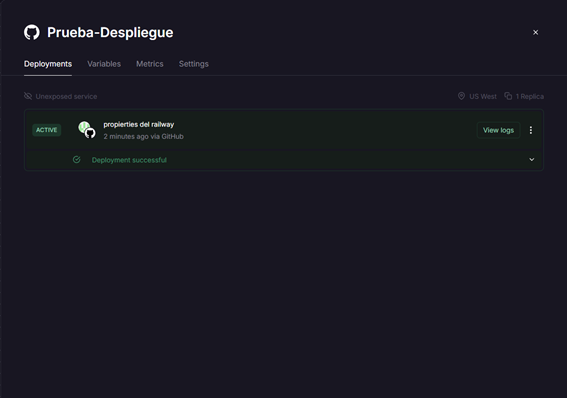 Prueba-Despliegue
Deployments Variables Metrics Settings
Unexposed service US West 1 Replica
ACTIVE
propierties del railway
2 minutes ago via GitHub
View logs
Deployment successful